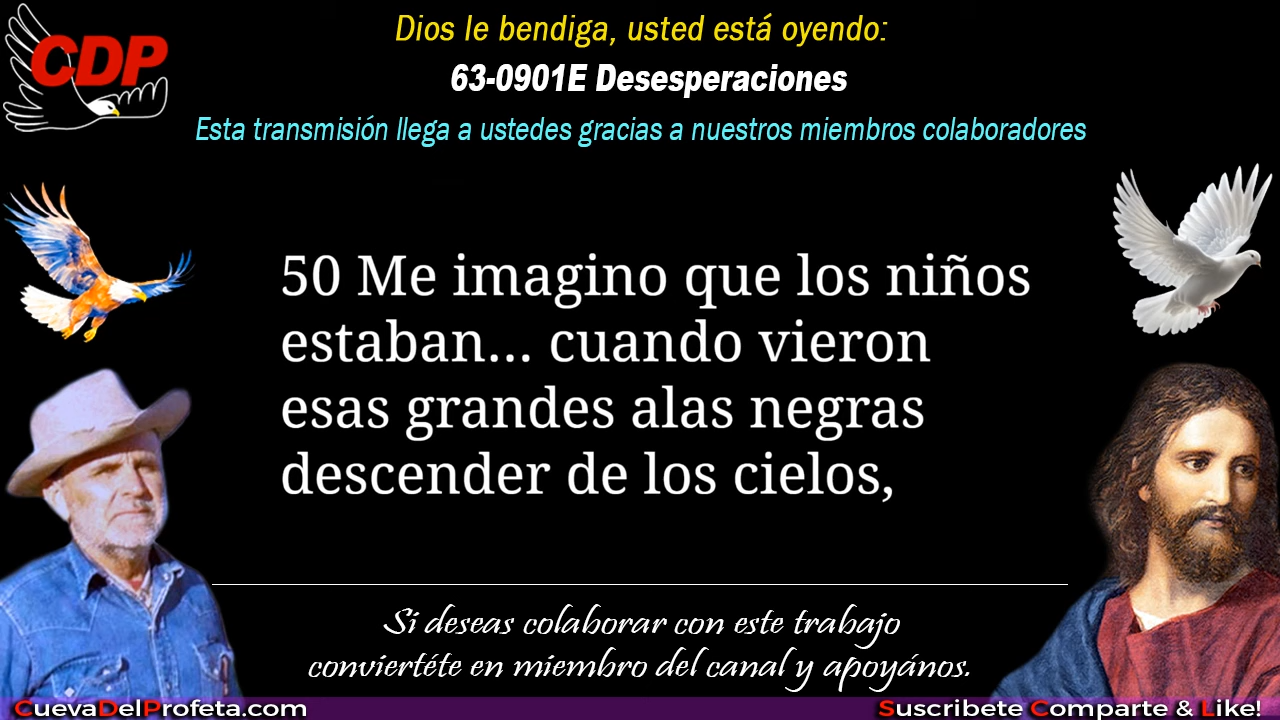 CDP
Dios le bendiga, usted está oyendo:
63-0901E Desesperaciones
Esta transmisión llega a ustedes gracias a nuestros miembros colaboradores
50 Me imagino que los niños
estaban... cuando vieron
esas grandes alas negras
descender de los cielos,
Si deseas colaborar con este trabajo
conviertéte en miembro del canal y apoyános.
CuevaDelProfeta.com
Suscribete Comparte & Like!